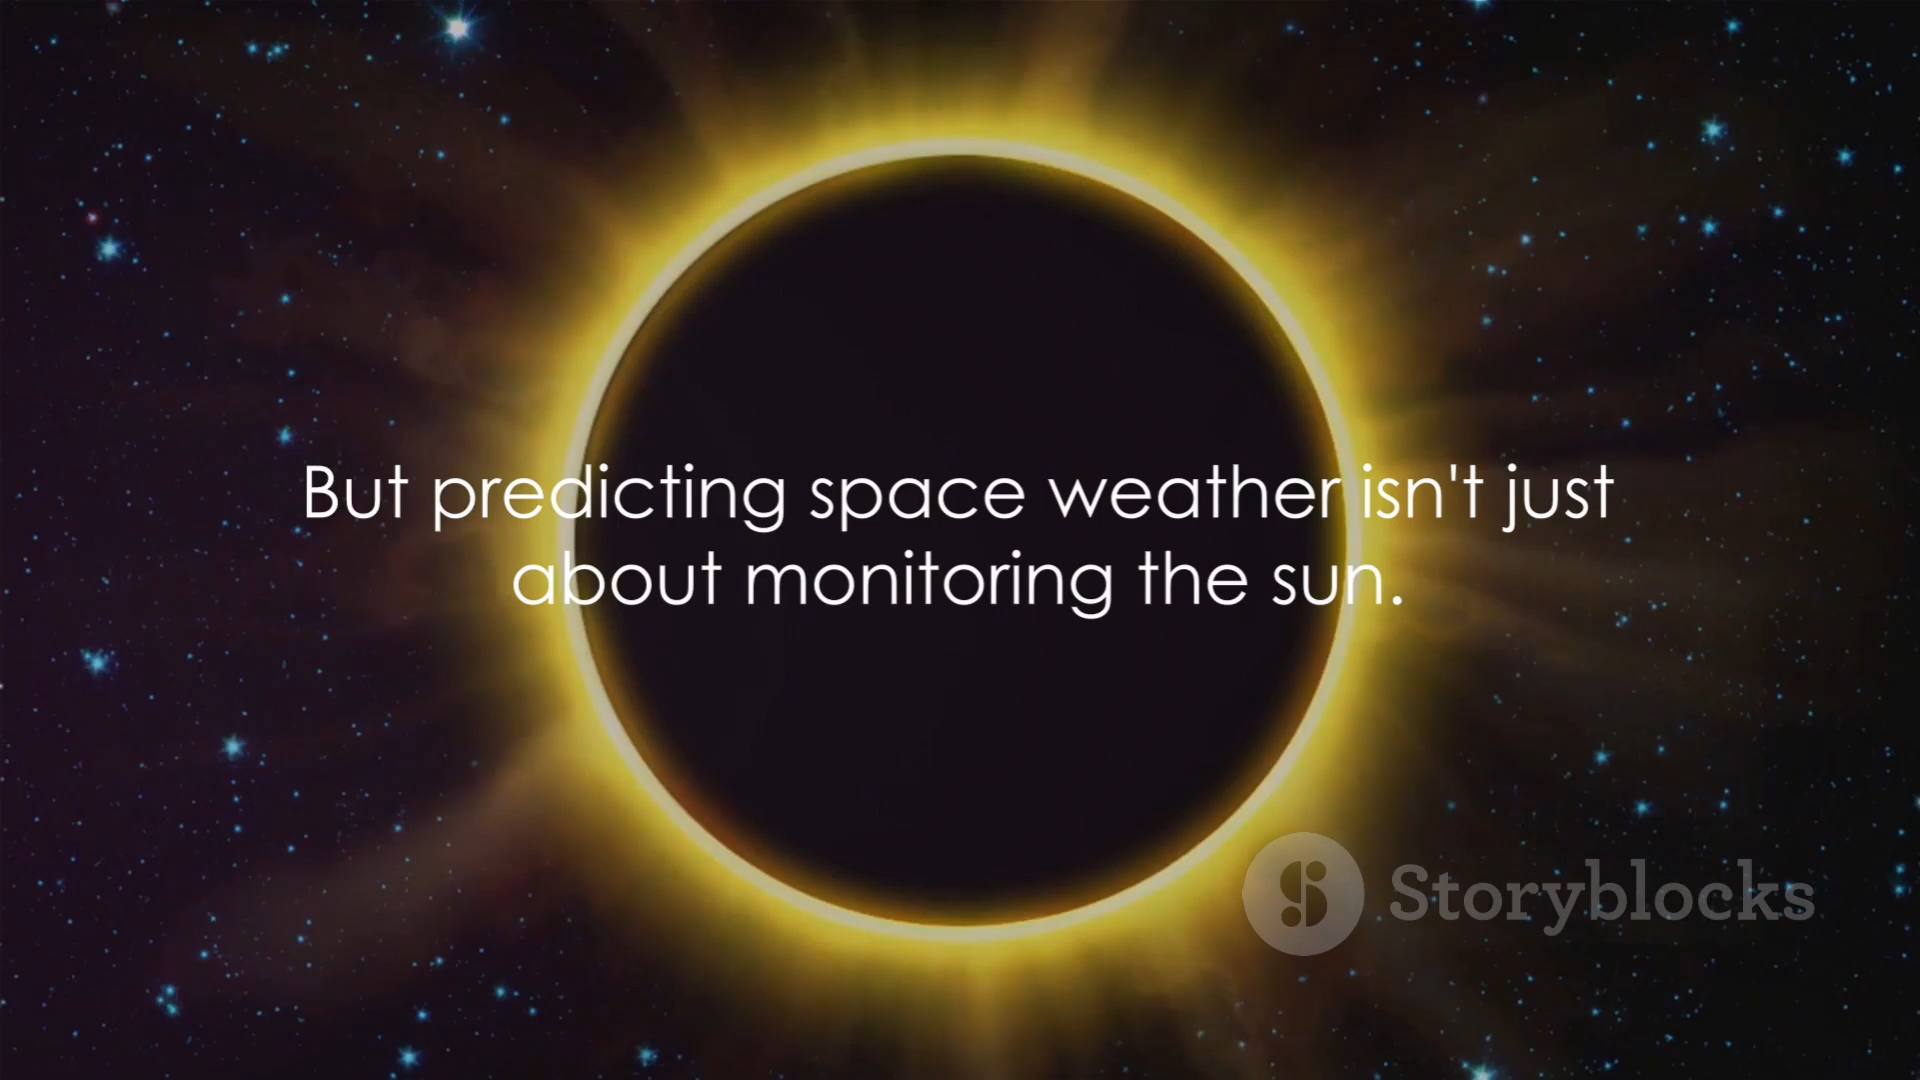 But predicting space weather isn't just
about monitoring the sun.
Storyblocks